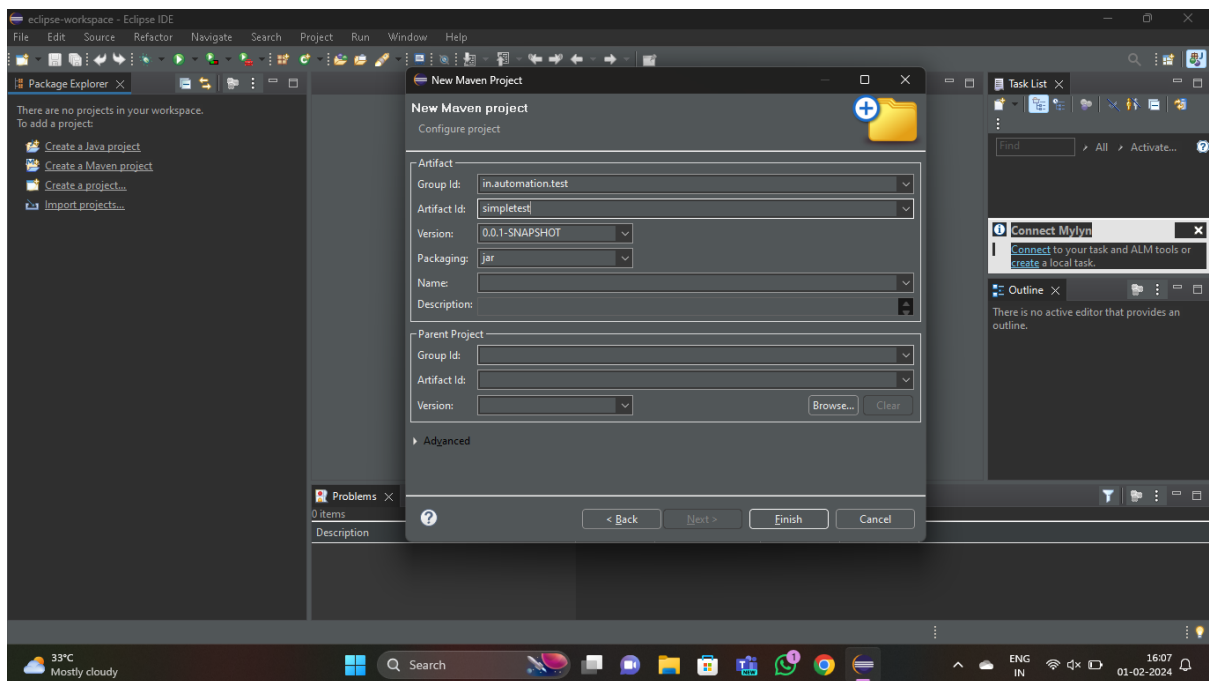 eclipse-workspace - Eclipse IDE
File Edit Source Refactor Navigate Search Project Run Window Help
Package Explorer
There are no projects in your workspace.
To add a project:
Create a Java project
Create a Maven project
Create a project...
Import projects...
New Maven Project
New Maven project
Configure project
Artifact
Group Id: in.automation.test
Artifact Id: simpletest
Version: 0.0.1-SNAPSHOT
Packaging: jar
Name:
Description:
Parent Project
Group Id:
Artifact Id:
Version: Browse... Clear
Advanced
< Back Next > Finish Cancel
Task List
Find All Activate...
Connect Mylyn
Connect to your task and ALM tools or
create a local task.
Outline
There is no active editor that provides an
outline.
Problems
0 items
Description
33°C
Mostly cloudy
Search
NEW
1
ENG
IN
16:07
01-02-2024